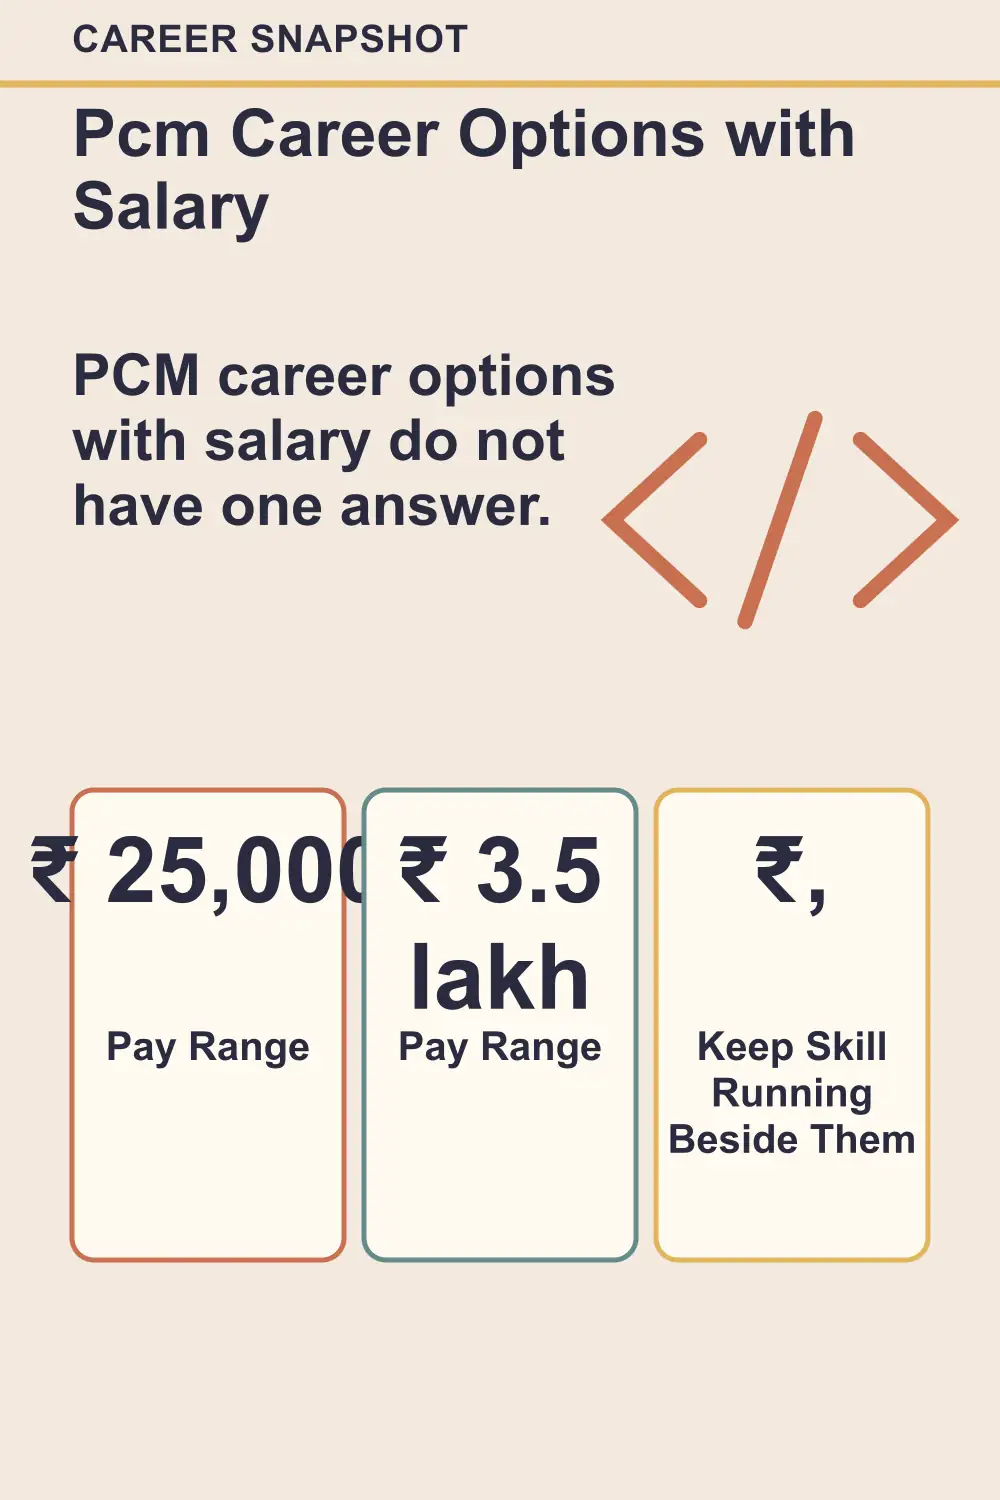 CAREER SNAPSHOT
Pcm Career Options with
Salary
PCM career options
with salary do not
have one answer.
</>
₹ 25,000
Pay Range
₹ 3.5
lakh
Pay Range
₹,
Keep Skill
Running
Beside Them